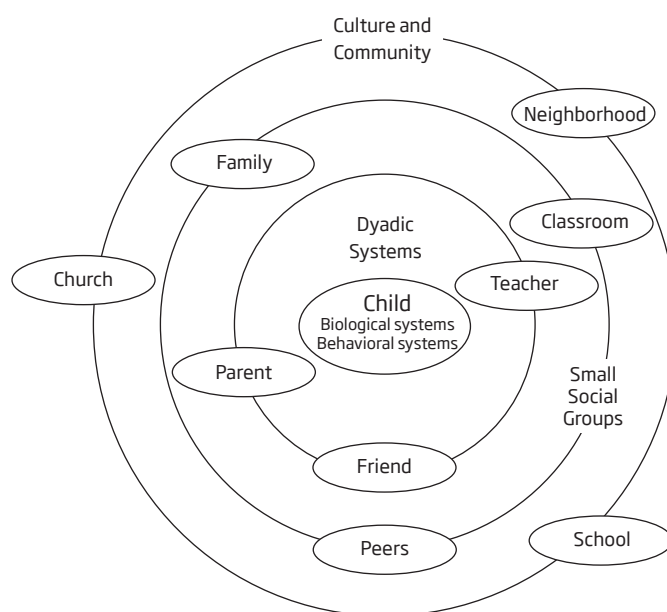 Culture and
Community
Neighborhood
Family
Classroom
Dyadic
Systems
Church
Teacher
Child
Biological systems
Behavioral systems
Parent
Small
Social
Groups
Friend
School
Peers